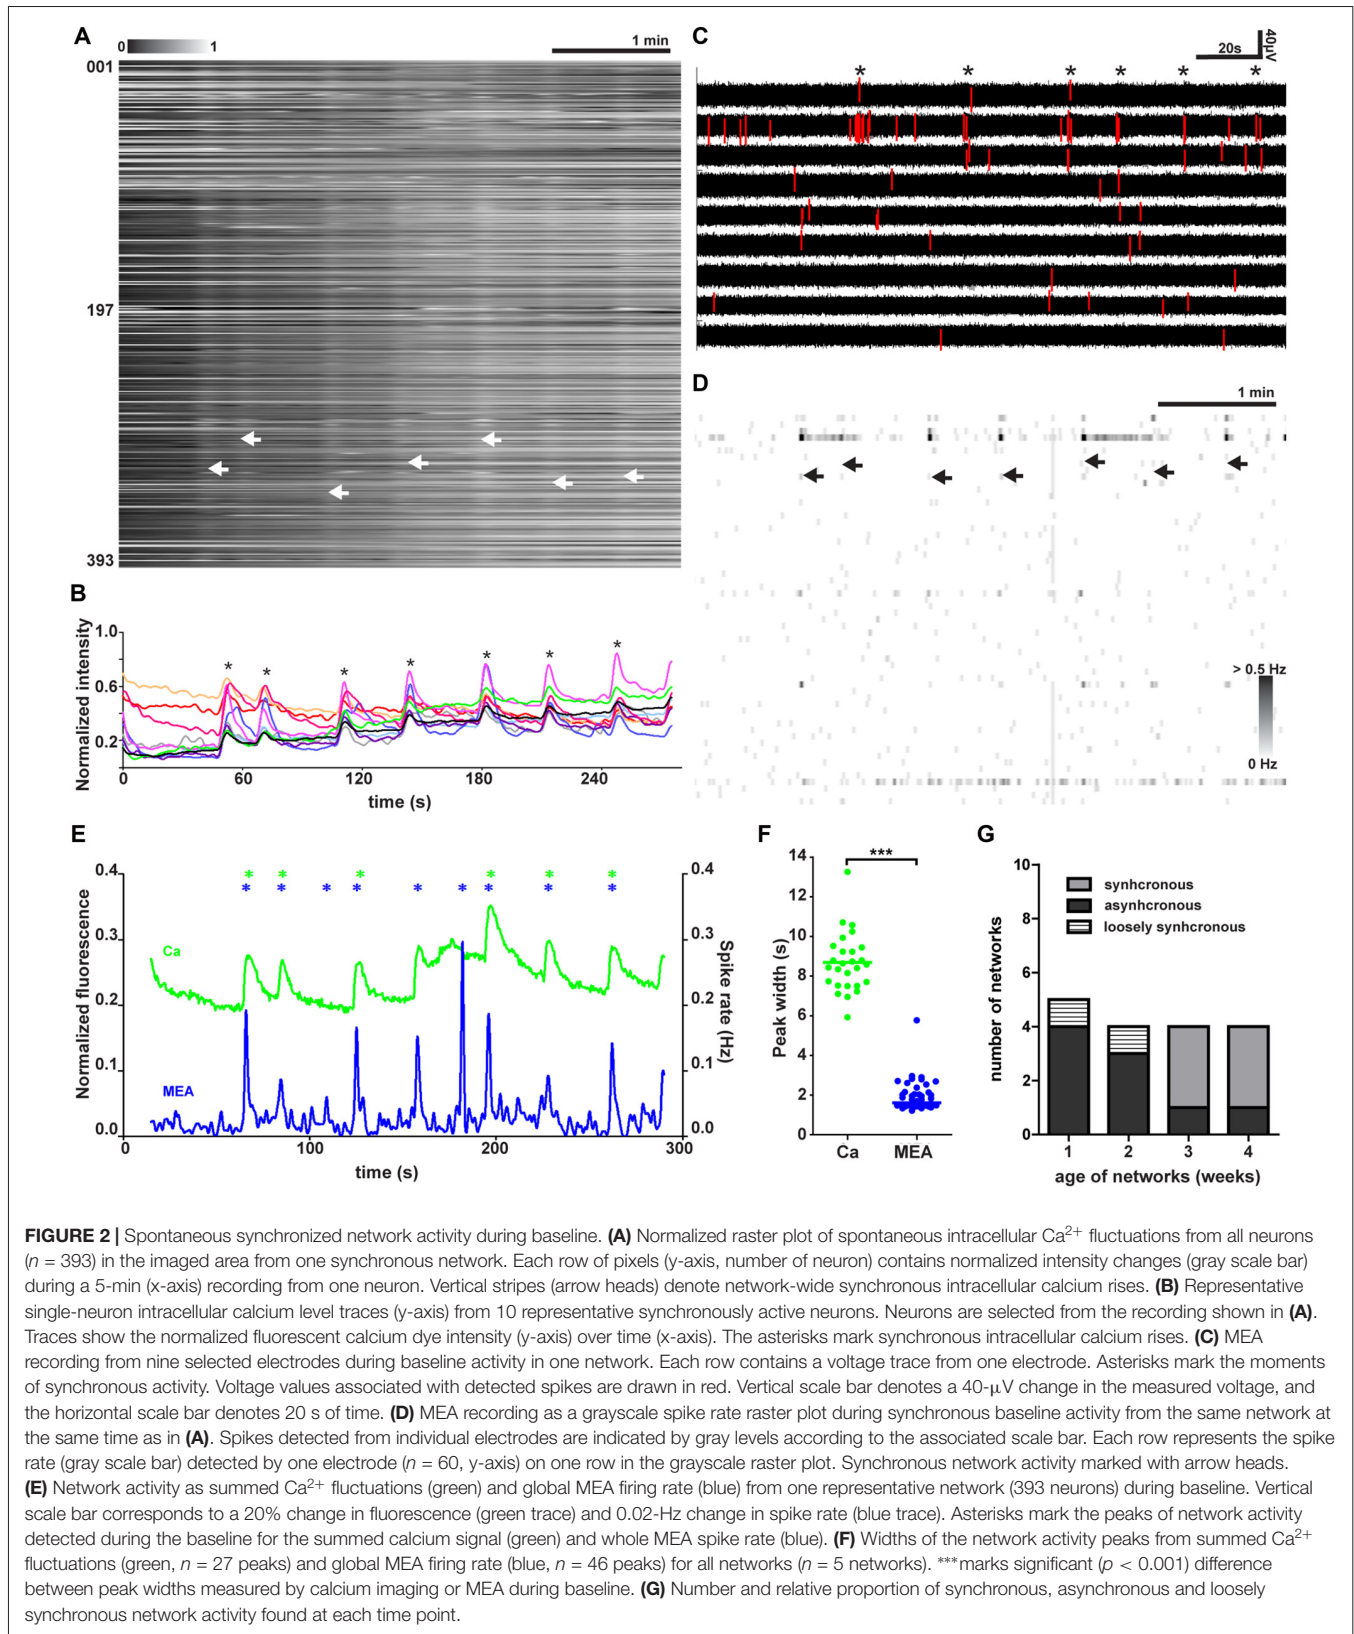 A
0
1
1 min
001
197
393
B
Normalized intensity
1.0
0.6
0.2
* * * * * * *
0 60 120 180 240
time (s)
C
20s
40µV
* * * * * *
D
1 min
> 0.5 Hz
0 Hz
E
Normalized fluorescence
0.4
0.3
0.2
0.1
0.0
* * * * * *
* * * * * * * * *
Ca
MEA
0 100 200 300
time (s)
0.4
0.3
0.2
0.1
0.0
Spike rate (Hz)
F
Peak width (s)
14
12
10
8
6
4
2
0
***
Ca MEA
G
number of networks
10
8
6
4
2
0
synhcronous
asynhcronous
loosely synhcronous
1 2 3 4
age of networks (weeks)
FIGURE 2 | Spontaneous synchronized network activity during baseline. (A) Normalized raster plot of spontaneous intracellular Ca2+ fluctuations from all neurons
(n = 393) in the imaged area from one synchronous network. Each row of pixels (y-axis, number of neuron) contains normalized intensity changes (gray scale bar)
during a 5-min (x-axis) recording from one neuron. Vertical stripes (arrow heads) denote network-wide synchronous intracellular calcium rises. (B) Representative
single-neuron intracellular calcium level traces (y-axis) from 10 representative synchronously active neurons. Neurons are selected from the recording shown in (A).
Traces show the normalized fluorescent calcium dye intensity (y-axis) over time (x-axis). The asterisks mark synchronous intracellular calcium rises. (C) MEA
recording from nine selected electrodes during baseline activity in one network. Each row contains a voltage trace from one electrode. Asterisks mark the moments
of synchronous activity. Voltage values associated with detected spikes are drawn in red. Vertical scale bar denotes a 40-µV change in the measured voltage, and
the horizontal scale bar denotes 20 s of time. (D) MEA recording as a grayscale spike rate raster plot during synchronous baseline activity from the same network at
the same time as in (A). Spikes detected from individual electrodes are indicated by gray levels according to the associated scale bar. Each row represents the spike
rate (gray scale bar) detected by one electrode (n = 60, y-axis) on one row in the grayscale raster plot. Synchronous network activity marked with arrow heads.
(E) Network activity as summed Ca2+ fluctuations (green) and global MEA firing rate (blue) from one representative network (393 neurons) during baseline. Vertical
scale bar corresponds to a 20% change in fluorescence (green trace) and 0.02-Hz change in spike rate (blue trace). Asterisks mark the peaks of network activity
detected during the baseline for the summed calcium signal (green) and whole MEA spike rate (blue). (F) Widths of the network activity peaks from summed Ca2+
fluctuations (green, n = 27 peaks) and global MEA firing rate (blue, n = 46 peaks) for all networks (n = 5 networks). ***marks significant (p < 0.001) difference
between peak widths measured by calcium imaging or MEA during baseline. (G) Number and relative proportion of synchronous, asynchronous and loosely
synchronous network activity found at each time point.